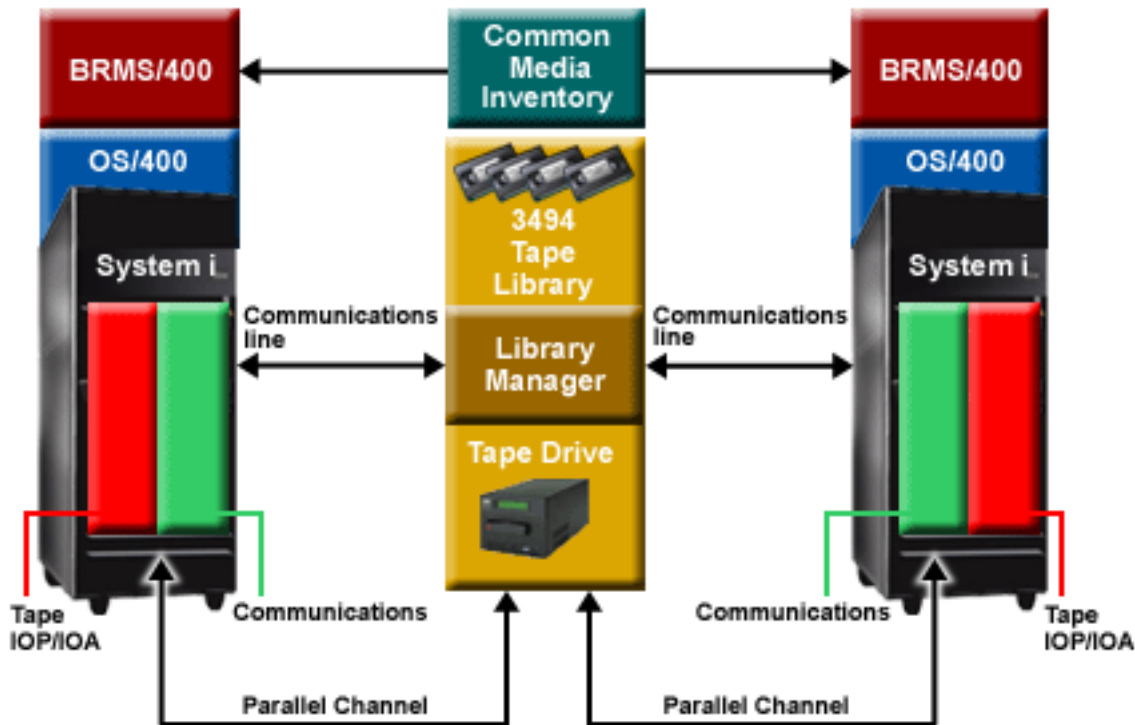 BRMS/400
Common
Media
Inventory
BRMS/400
OS/400
OS/400
3494
Tape
Library
System i
System i
Communications
line
Communications
line
Library
Manager
Tape Drive
Tape
IOP/IOA
Communications
Communications
Tape
IOP/IOA
Parallel Channel
Parallel Channel